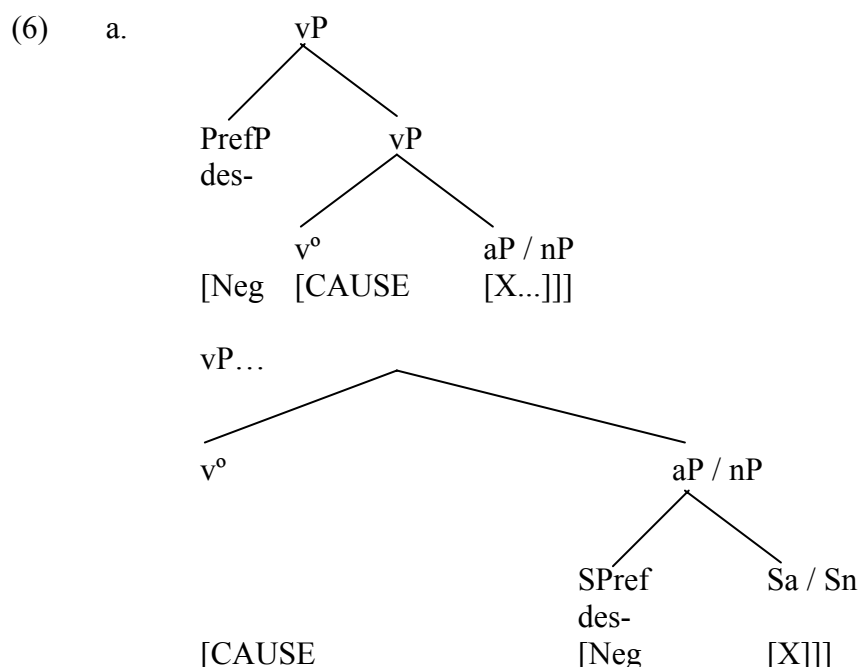 (6) a. vP
PrefP vP
des-
vº aP / nP
[Neg [CAUSE [X...]]]
vP…
vº aP / nP
SPref Sa / Sn
des-
[CAUSE [Neg [X]]]